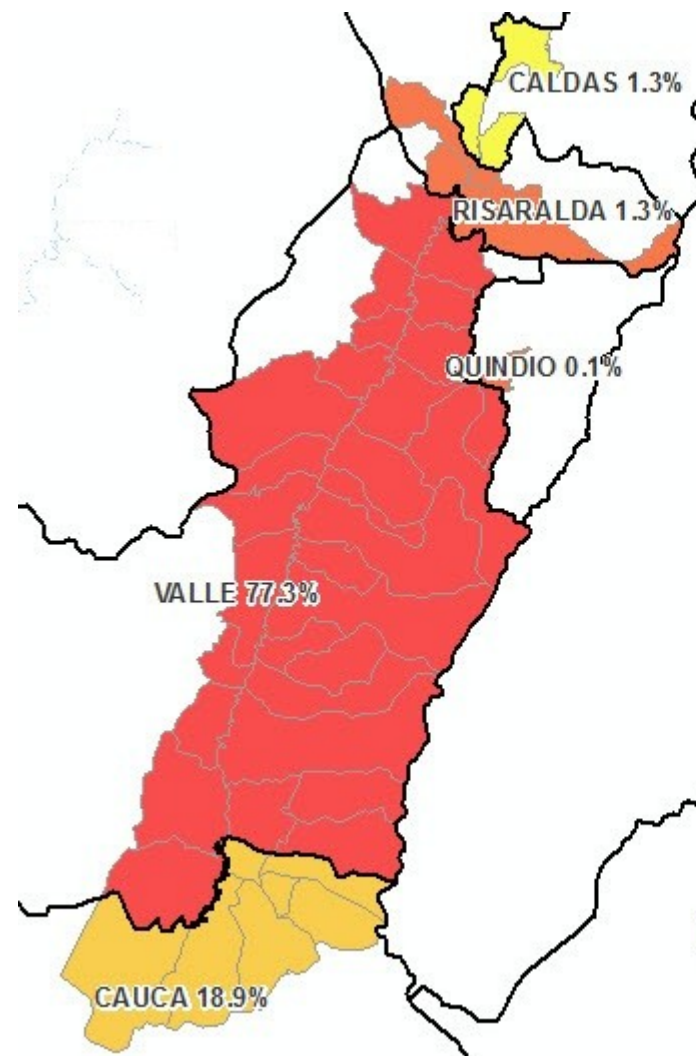 CALDAS 1.3%
RISARALDA 1.3%
QUINDIO 0.1%
VALLE 77.3%
CAUCA 18.9%